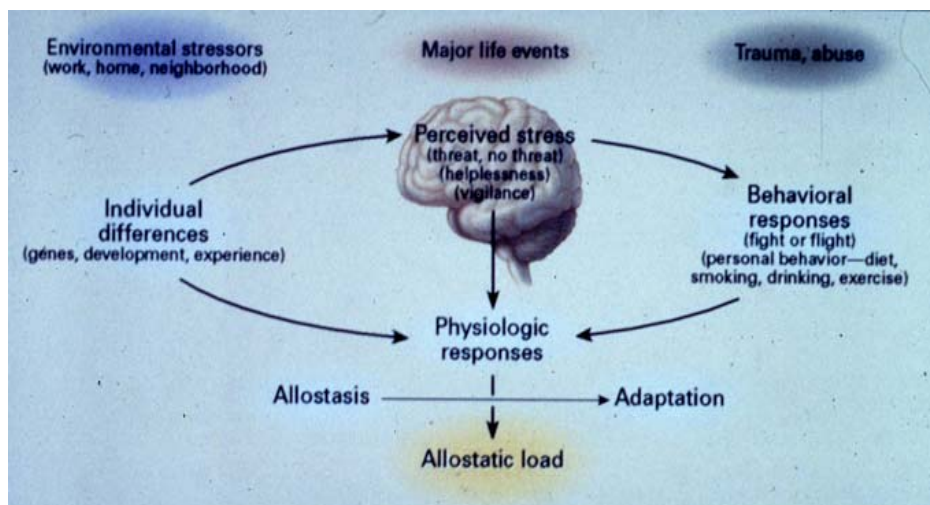 Environmental stressors
(work, home, neighborhood)
Major life events
Trauma, abuse
Perceived stress
(threat, no threat)
(helplessness)
(vigilance)
Individual
differences
(genes, development, experience)
Behavioral
responses
(fight or flight)
(personal behavior—diet,
smoking, drinking, exercise)
Physiologic
responses
Allostasis
Adaptation
Allostatic load